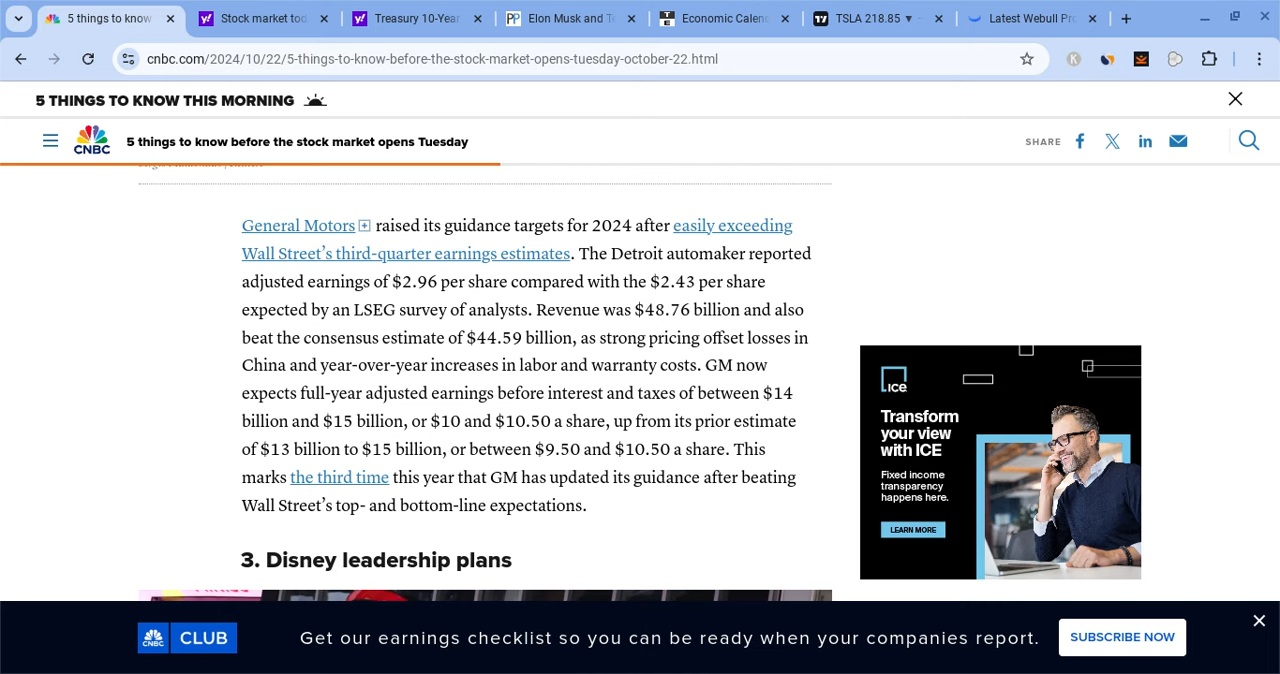 5 things to know
Stock market tod
Treasury 10-Year
Elon Musk and T
Economic Calend
TSLA 218.85 ▼
Latest Webull Pr
cnbc.com/2024/10/22/5-things-to-know-before-the-stock-market-opens-tuesday-october-22.html
5 THINGS TO KNOW THIS MORNING
CNBC
5 things to know before the stock market opens Tuesday
SHARE
General Motors raised its guidance targets for 2024 after easily exceeding
Wall Street’s third-quarter earnings estimates. The Detroit automaker reported
adjusted earnings of $2.96 per share compared with the $2.43 per share
expected by an LSEG survey of analysts. Revenue was $48.76 billion and also
beat the consensus estimate of $44.59 billion, as strong pricing offset losses in
China and year-over-year increases in labor and warranty costs. GM now
expects full-year adjusted earnings before interest and taxes of between $14
billion and $15 billion, or $10 and $10.50 a share, up from its prior estimate
of $13 billion to $15 billion, or between $9.50 and $10.50 a share. This
marks the third time this year that GM has updated its guidance after beating
Wall Street’s top- and bottom-line expectations.
3. Disney leadership plans
ICE
Transform
your view
with ICE
Fixed income
transparency
happens here.
LEARN MORE
CNBC CLUB
Get our earnings checklist so you can be ready when your companies report.
SUBSCRIBE NOW